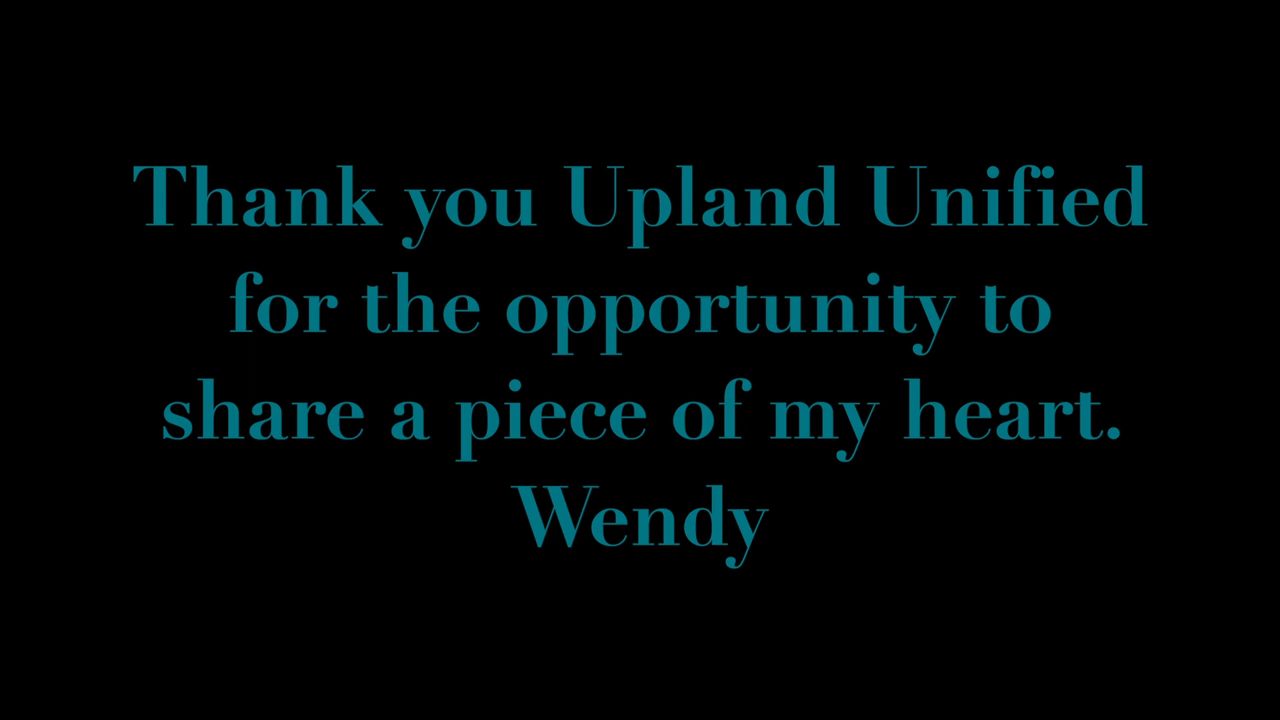 Thank you Upland Unified
for the opportunity to
share a piece of my heart.
Wendy